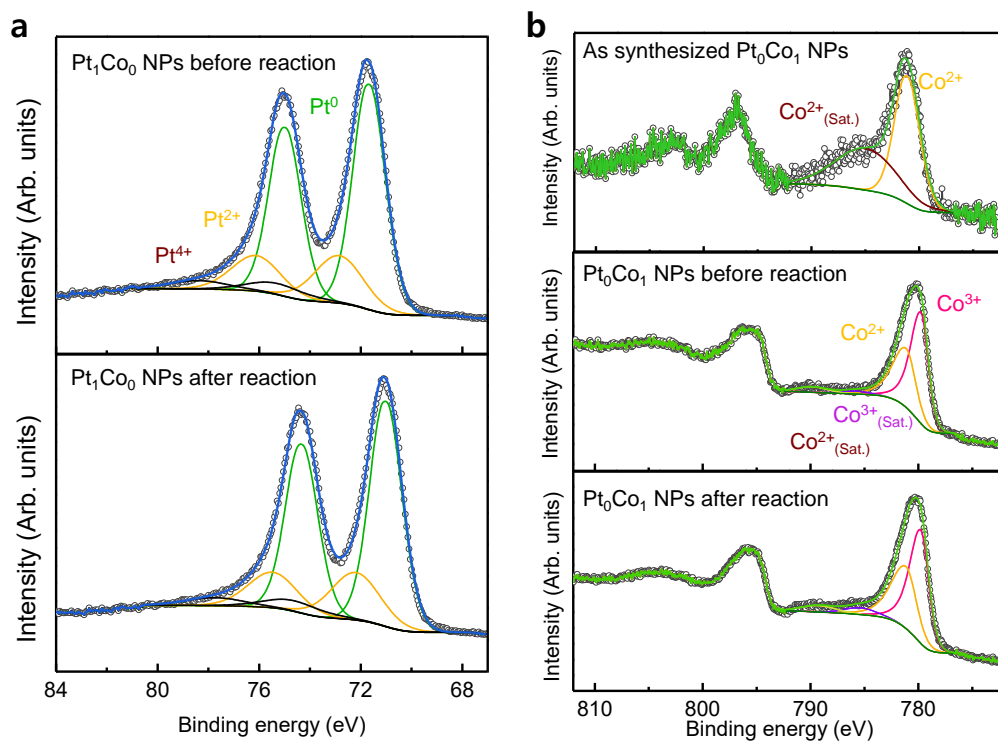 a
Pt₁Co₀ NPs before reaction
Pt⁰
Pt²⁺
Pt⁴⁺
Intensity (Arb. units)
Pt₁Co₀ NPs after reaction
Intensity (Arb. units)
84 80 76 72 68
Binding energy (eV)
b
As synthesized Pt₀Co₁ NPs
Co²⁺
Co²⁺(Sat.)
Intensity (Arb. units)
Pt₀Co₁ NPs before reaction
Co³⁺
Co²⁺
Co³⁺(Sat.)
Co²⁺(Sat.)
Intensity (Arb. units)
Pt₀Co₁ NPs after reaction
Intensity (Arb. units)
810 800 790 780
Binding energy (eV)